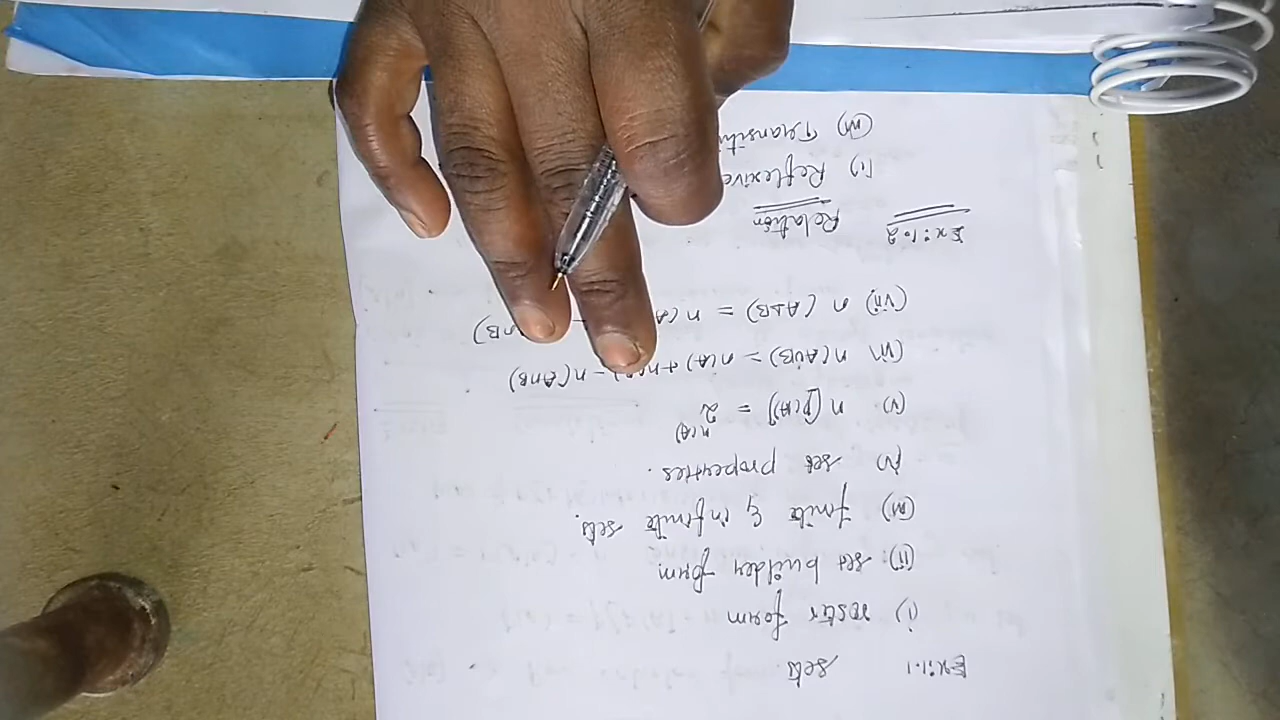 Ex: 1.1 sets
(i) roster form
(ii): set builder form
(iii) finite & infinite sets.
(iv) set properties.
(v) n[P(A)] = 2^n(A)
(vi) n(A∪B) = n(A) + n( ) - n(A∩B)
(vii) n(A∆B) = n(A - ∩B)
Ex: 1.2 Relation
(i) Reflexive
(iii) Transiti